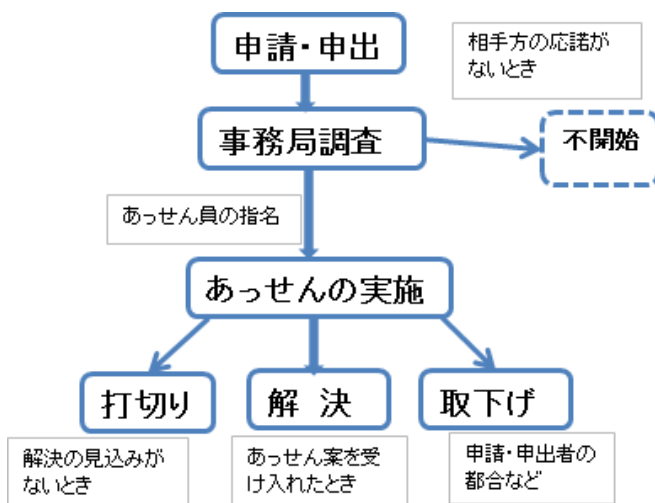 申請・申出
相手方の応諾が
ないとき
事務局調査
不開始
あっせん員の指名
あっせんの実施
打切り
解 決
取下げ
解決の見込みが
ないとき
あっせん案を受
け入れたとき
申請・申出者の
都合など